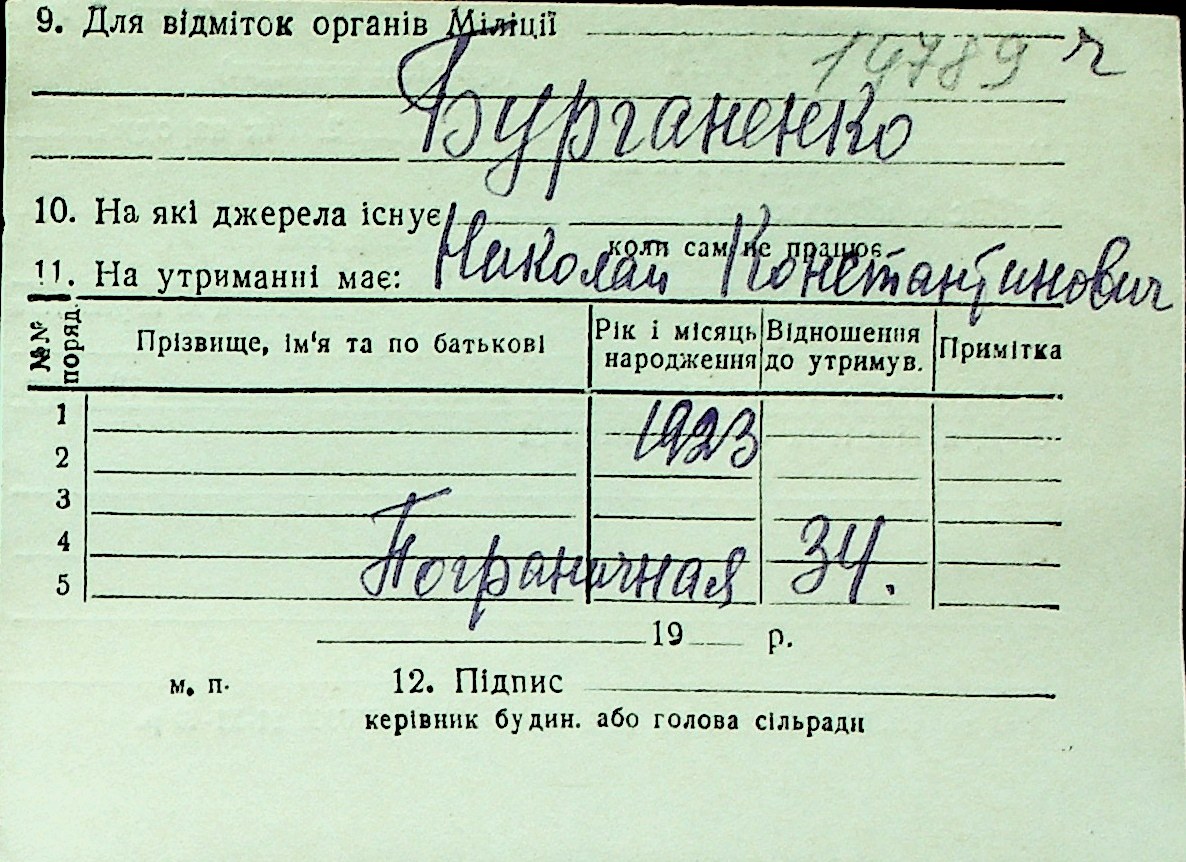 9. Для відміток органів Міліції
19789 ч
Бурганенко
10. На які джерела існує
коли сам не працює
Николай Константинович
11. На утриманні має:
№№ поряд. Прізвище, ім'я та по батькові Рік і місяць народження Відношення до утримув. Примітка
1
1923
2
3
4
Пограничная 34.
5
19 р.
м. п. 12. Підпис
керівник будин. або голова сільради